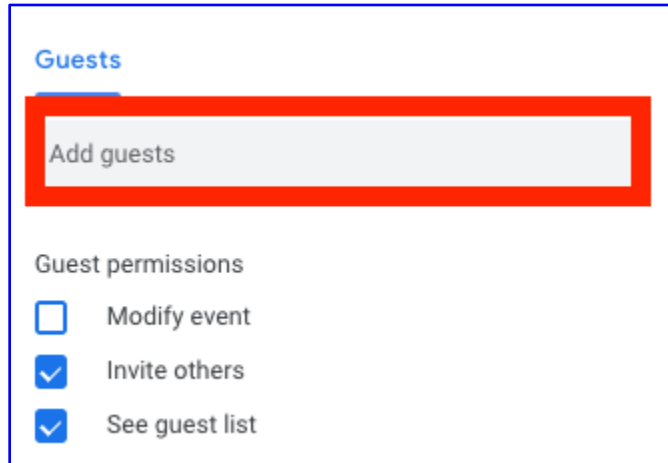 Guests
Add guests
Guest permissions
Modify event
Invite others
See guest list